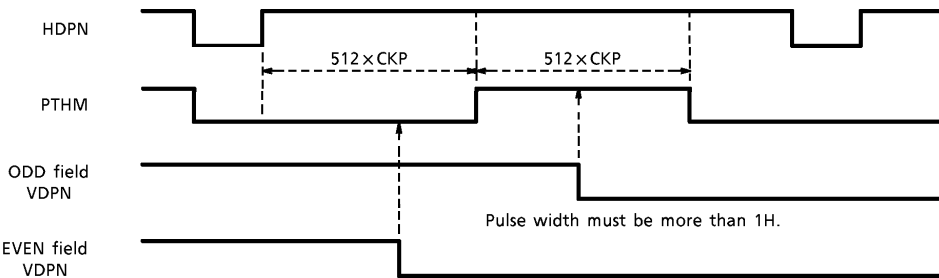 HDPN
512×CKP
512×CKP
PTHM
ODD field
VDPN
Pulse width must be more than 1H.
EVEN field
VDPN